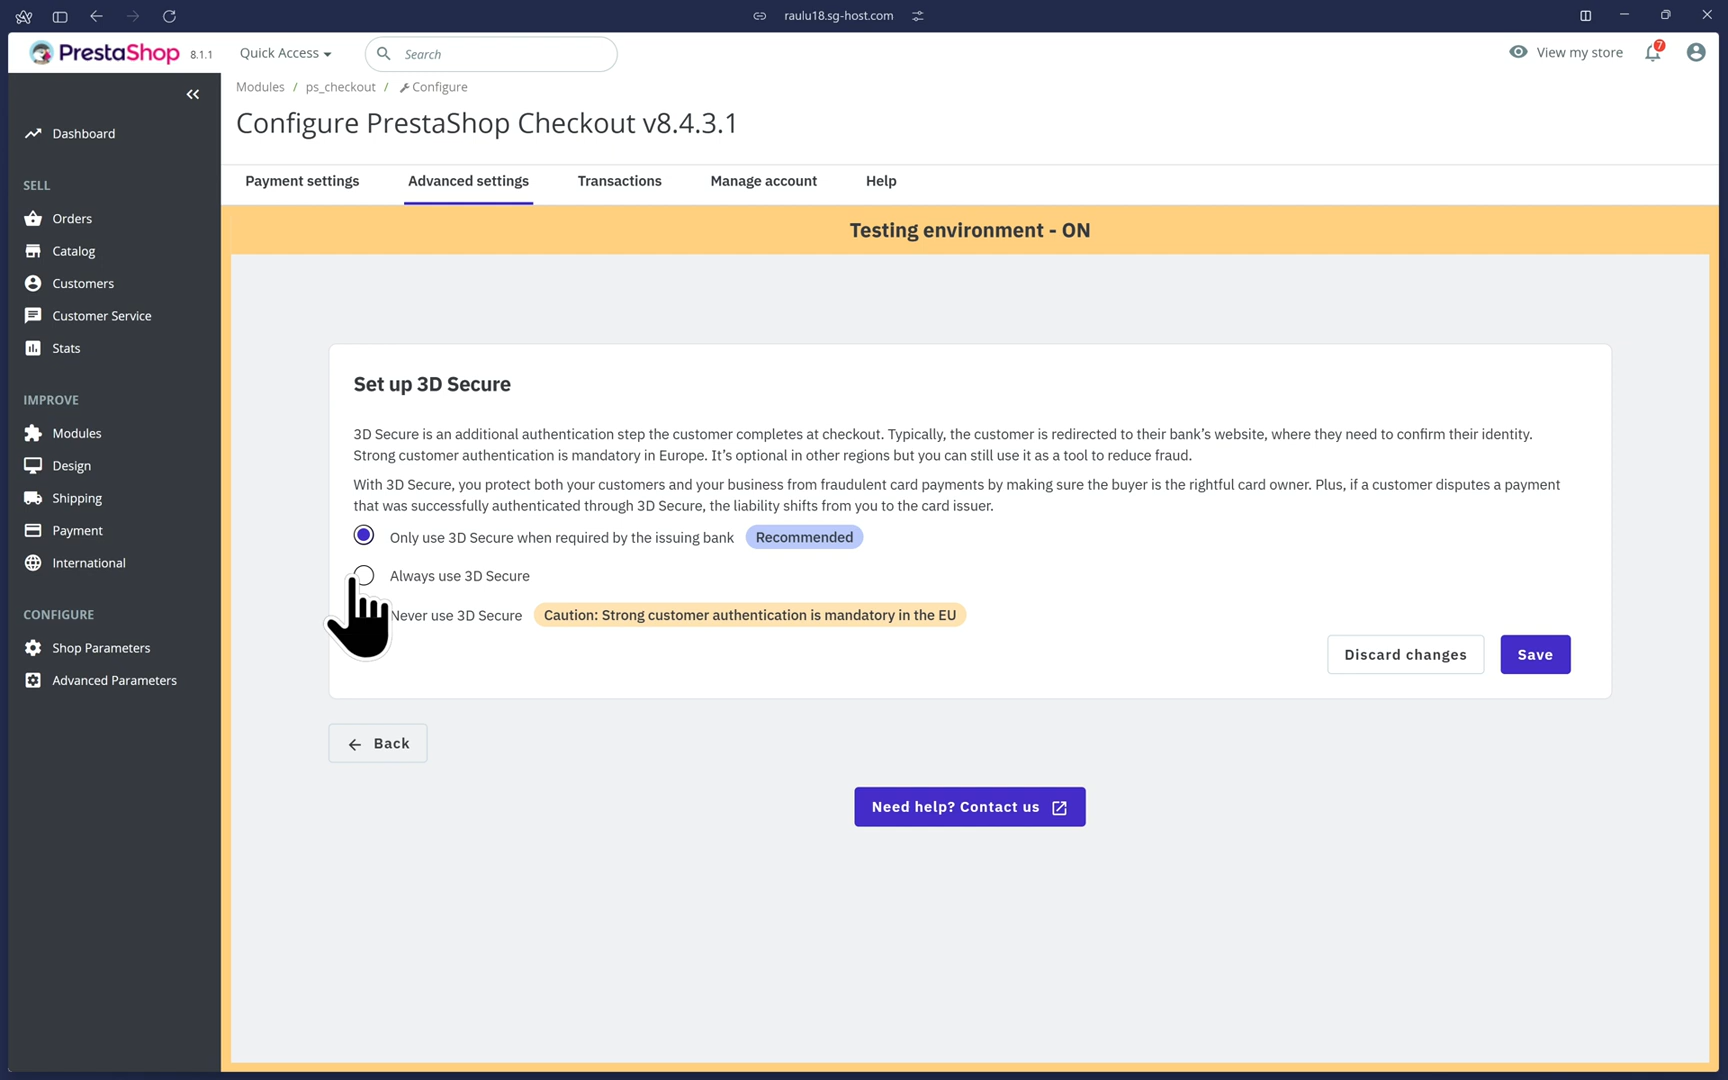 raulu18.sg-host.com
PrestaShop 8.1.1
Quick Access
Search
View my store
7
Modules / ps_checkout / Configure
Configure PrestaShop Checkout v8.4.3.1
Payment settings
Advanced settings
Transactions
Manage account
Help
Dashboard
SELL
Orders
Catalog
Customers
Customer Service
Stats
IMPROVE
Modules
Design
Shipping
Payment
International
CONFIGURE
Shop Parameters
Advanced Parameters
Testing environment - ON
Set up 3D Secure
3D Secure is an additional authentication step the customer completes at checkout. Typically, the customer is redirected to their bank’s website, where they need to confirm their identity.
Strong customer authentication is mandatory in Europe. It’s optional in other regions but you can still use it as a tool to reduce fraud.
With 3D Secure, you protect both your customers and your business from fraudulent card payments by making sure the buyer is the rightful card owner. Plus, if a customer disputes a payment
that was successfully authenticated through 3D Secure, the liability shifts from you to the card issuer.
Only use 3D Secure when required by the issuing bank Recommended
Always use 3D Secure
Never use 3D Secure Caution: Strong customer authentication is mandatory in the EU
Discard changes
Save
Back
Need help? Contact us